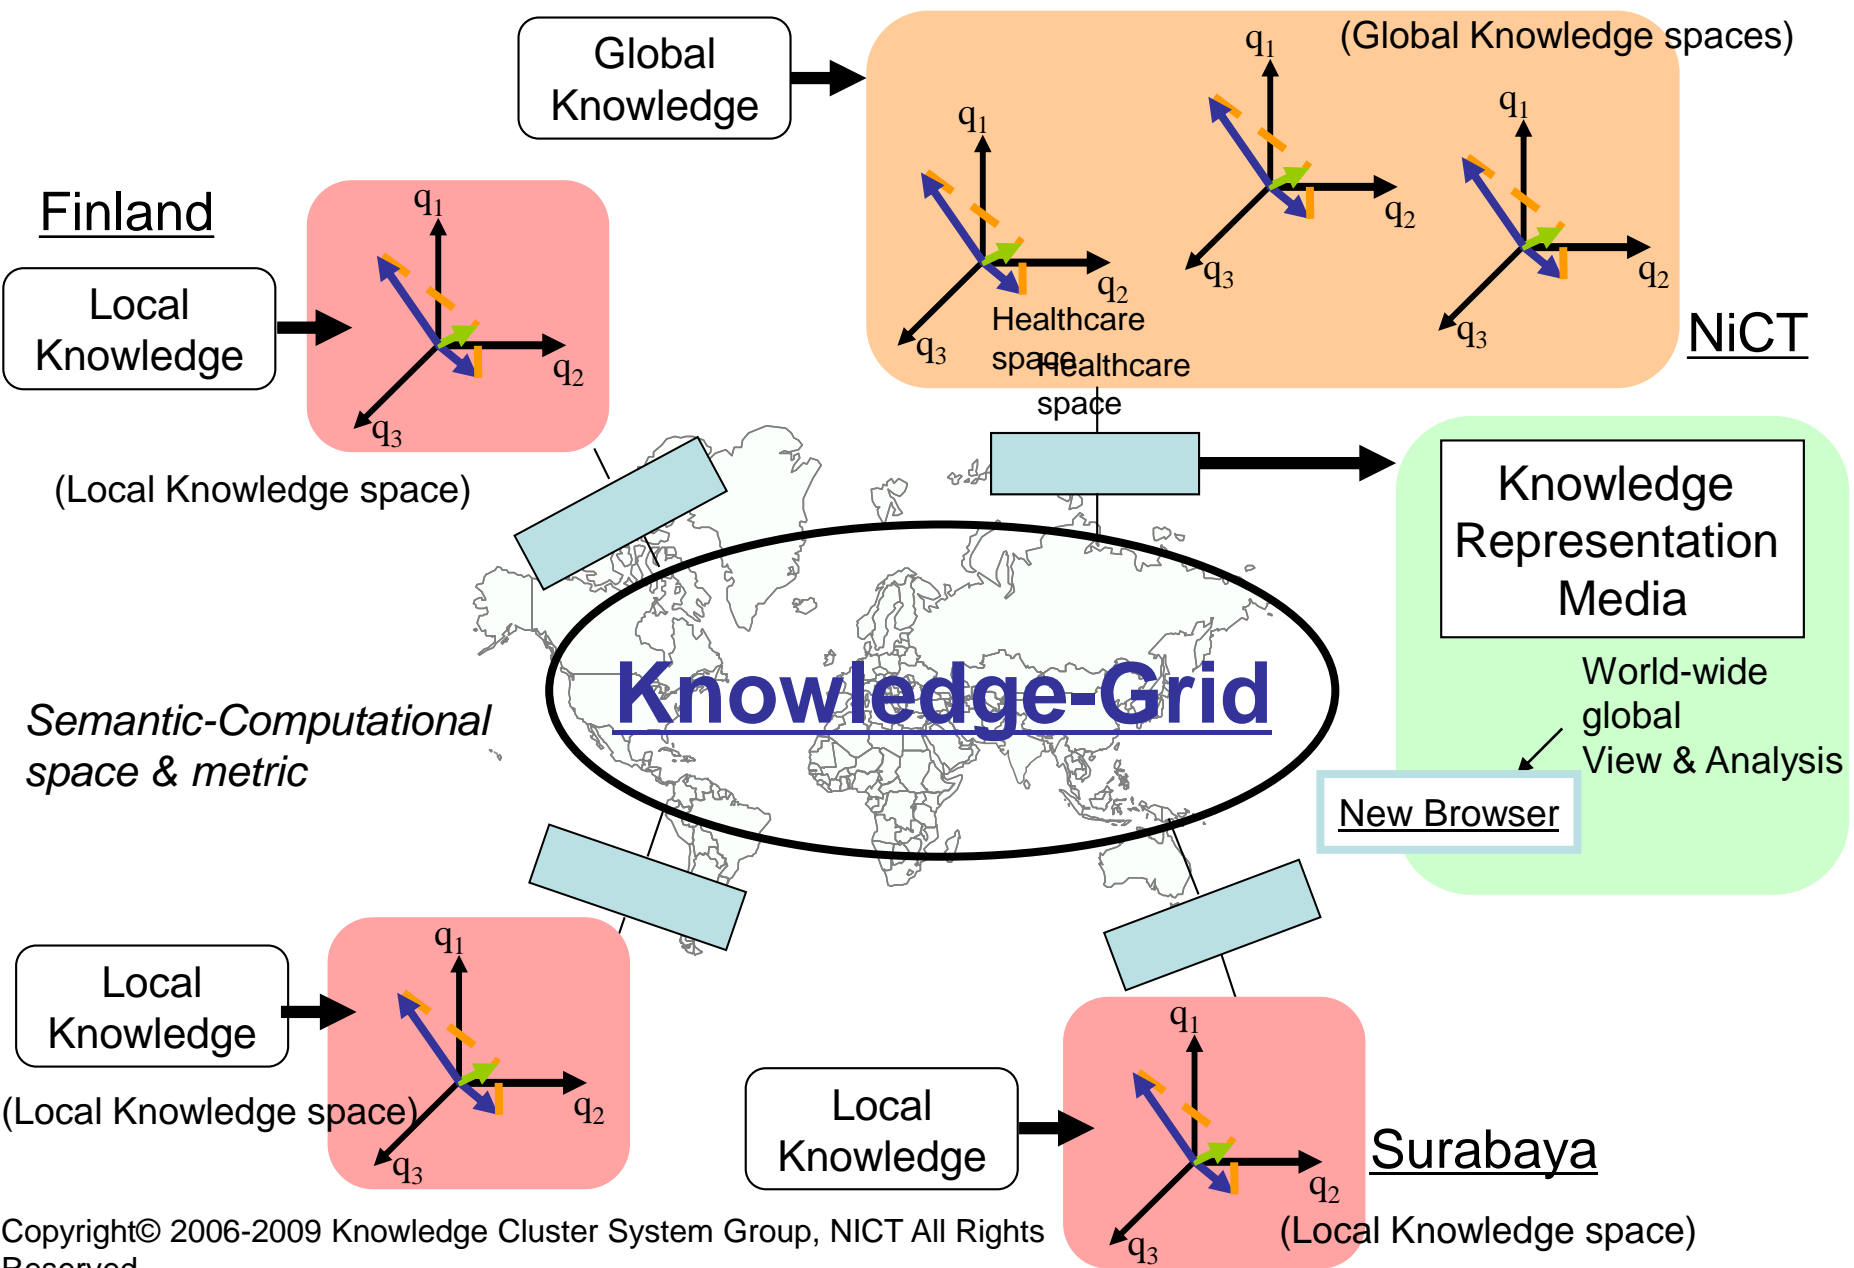 Global
Knowledge
(Global Knowledge spaces)
q1
q2
q3
q1
q2
q3
q1
q2
q3
Healthcare
space
Healthcare
space
NiCT
Finland
Local
Knowledge
q1
q2
q3
(Local Knowledge space)
Knowledge
Representation
Media
World-wide
global
View & Analysis
New Browser
Knowledge-Grid
Semantic-Computational
space & metric
Local
Knowledge
q1
q2
q3
(Local Knowledge space)
Local
Knowledge
q1
q2
q3
Surabaya
(Local Knowledge space)
Copyright© 2006-2009 Knowledge Cluster System Group, NICT All Rights
Reserved